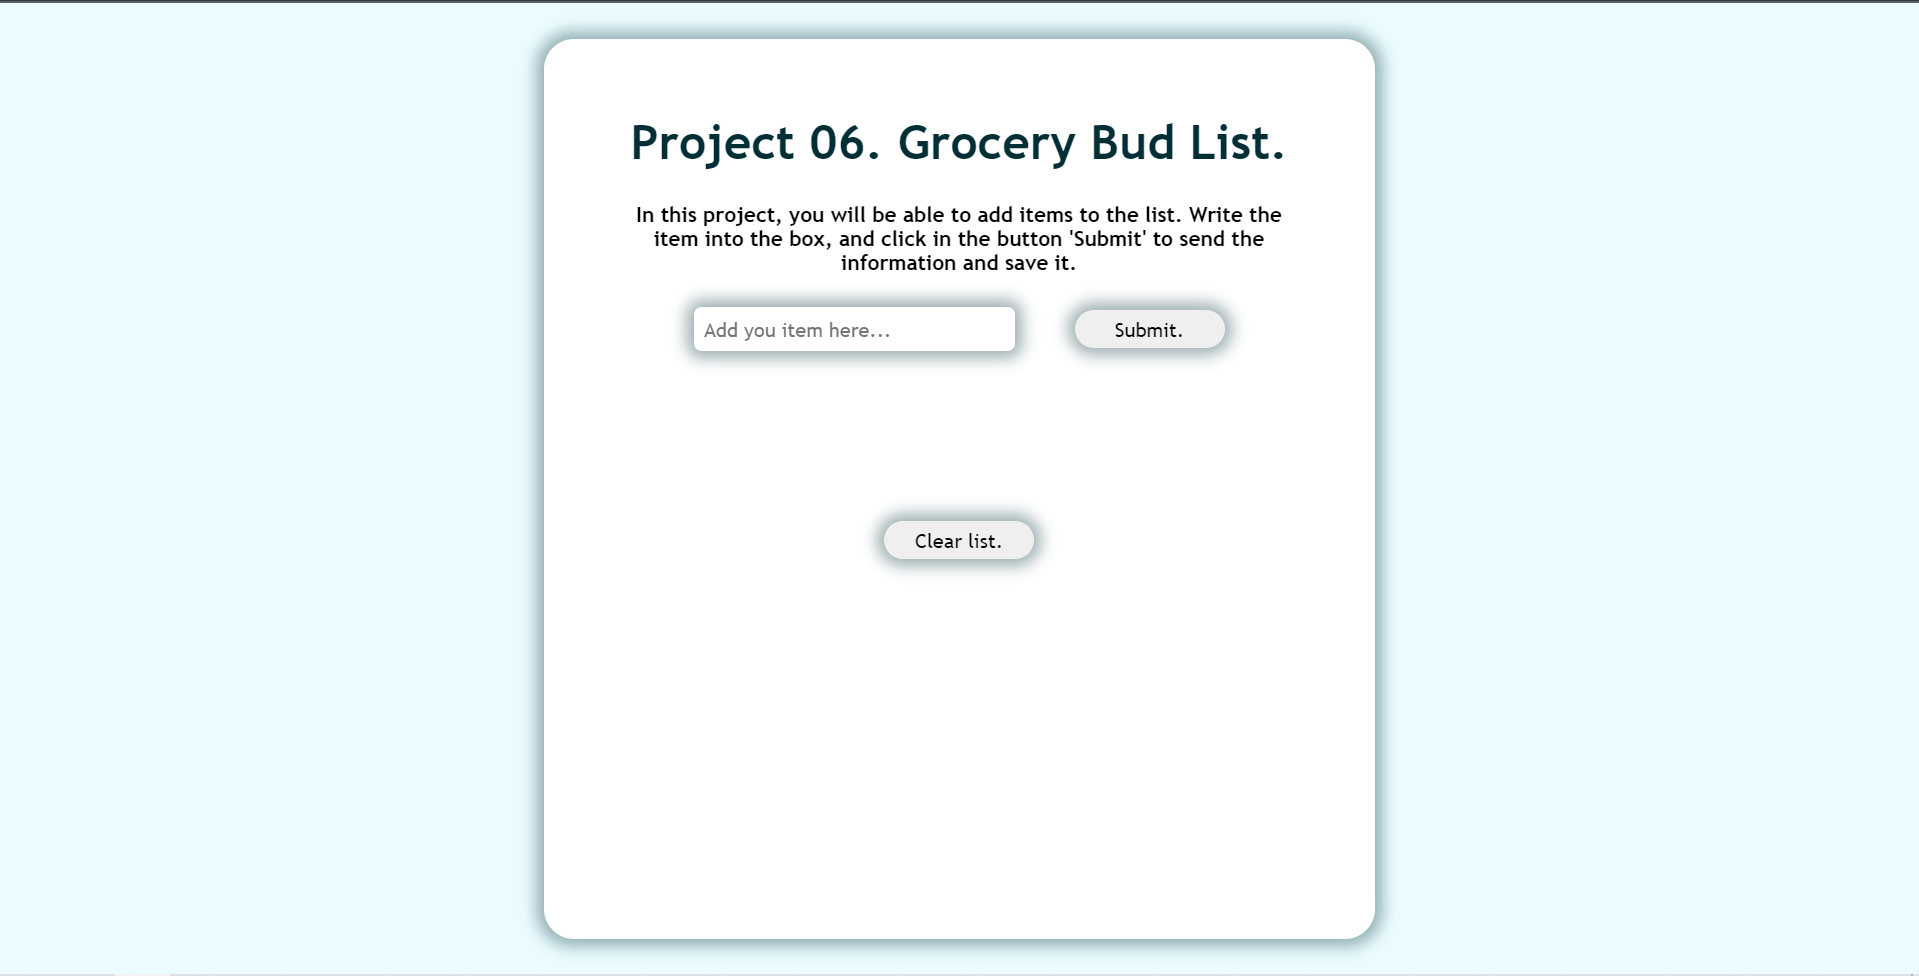 Project 06. Grocery Bud List.
In this project, you will be able to add items to the list. Write the
item into the box, and click in the button 'Submit' to send the
information and save it.
Add you item here...
Submit.
Clear list.